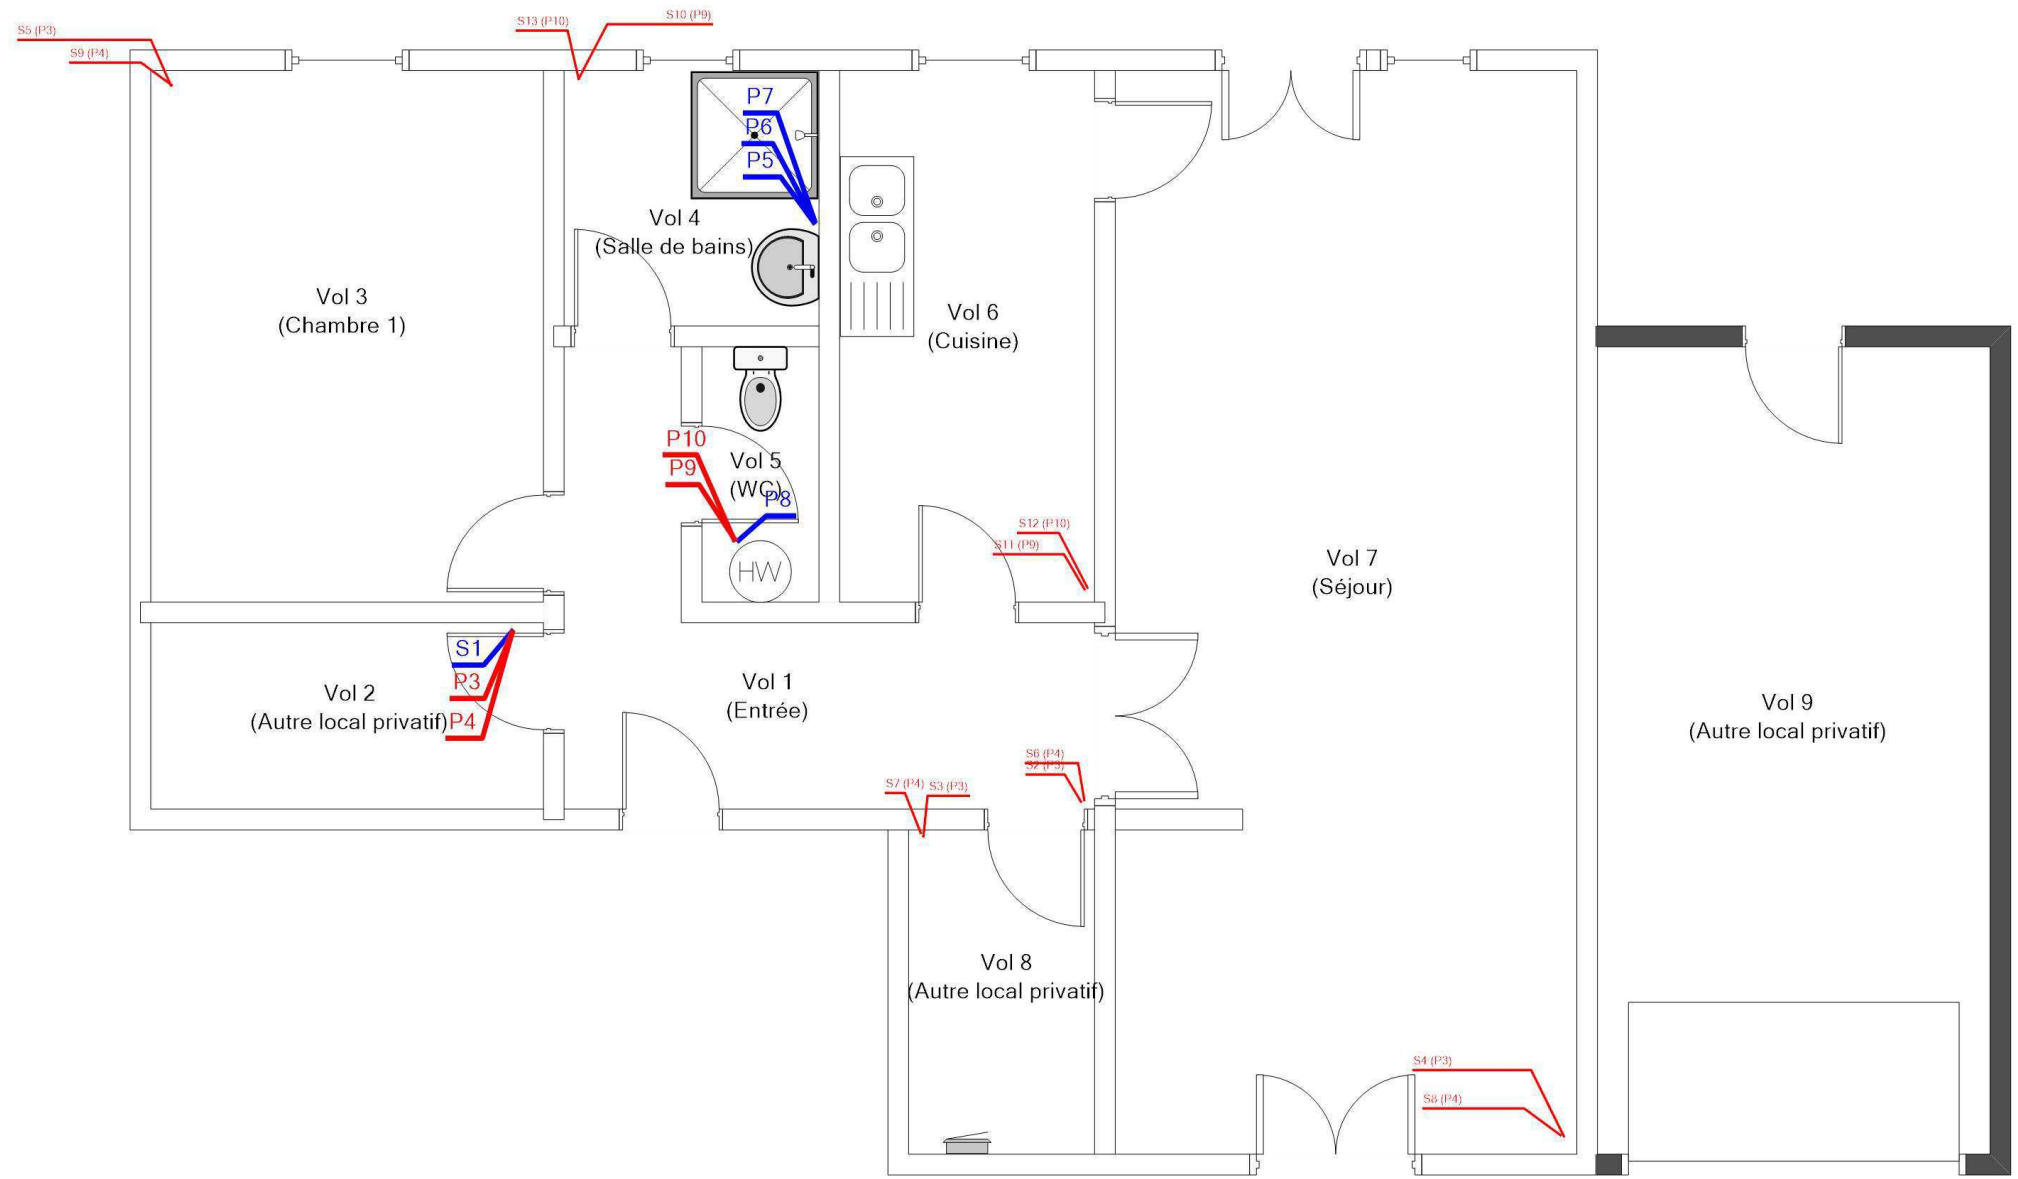 S13 (P10)
S10 (P9)
S5 (P3)
S9 (P4)
P7
P6
P5
Vol 4
(Salle de bains)
Vol 3
(Chambre 1)
Vol 6
(Cuisine)
P10
P9
Vol 5
(WC)
P8
HW
S12 (P10)
S11 (P9)
Vol 7
(Séjour)
S1
P3
P4
Vol 2
(Autre local privatif)
Vol 1
(Entrée)
Vol 9
(Autre local privatif)
S6 (P4)
S2 (P3)
S7 (P4)
S3 (P3)
Vol 8
(Autre local privatif)
S4 (P3)
S8 (P4)